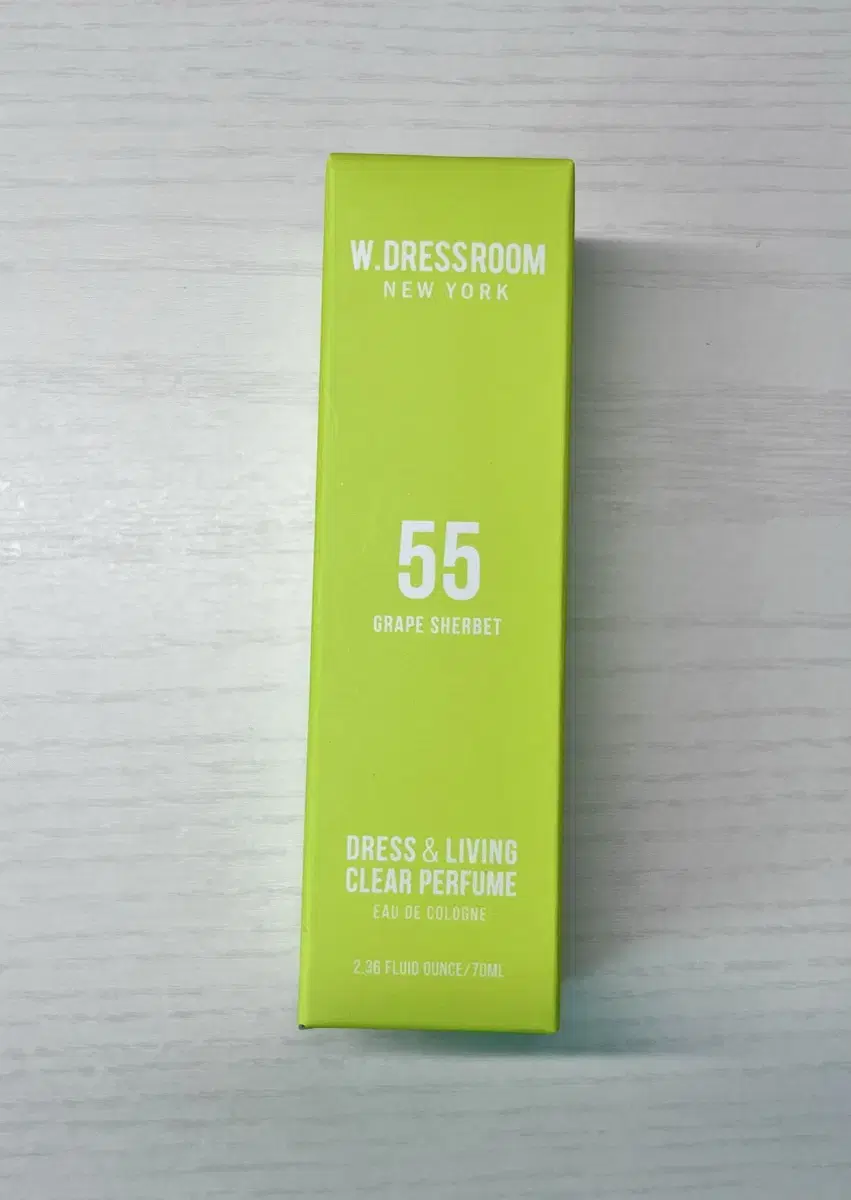 W.DRESSROOM
NEW YORK
55
GRAPE SHERBET
DRESS & LIVING
CLEAR PERFUME
EAU DE COLOGNE
2.36 FLUID OUNCE/70ML